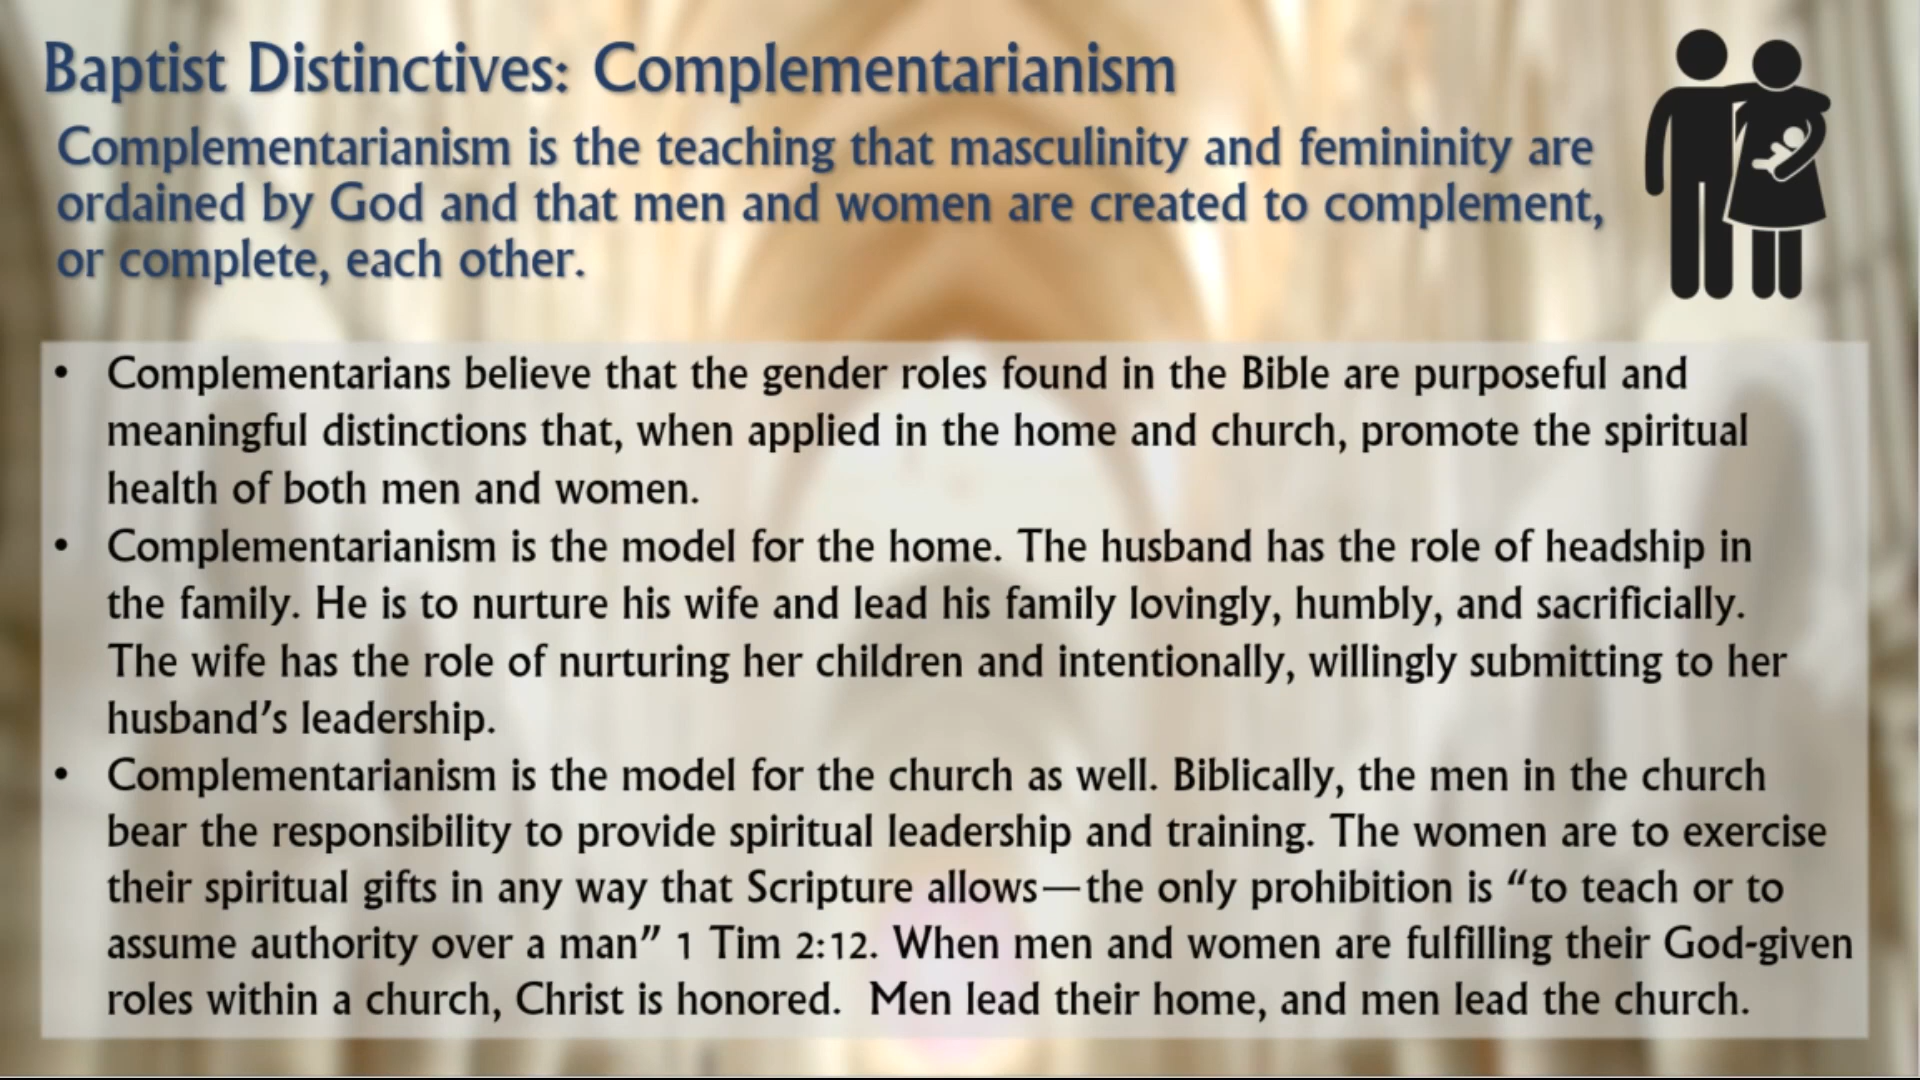 Baptist Distinctives: Complementarianism
Complementarianism is the teaching that masculinity and femininity are
ordained by God and that men and women are created to complement,
or complete, each other.
• Complementarians believe that the gender roles found in the Bible are purposeful and
meaningful distinctions that, when applied in the home and church, promote the spiritual
health of both men and women.
• Complementarianism is the model for the home. The husband has the role of headship in
the family. He is to nurture his wife and lead his family lovingly, humbly, and sacrificially.
The wife has the role of nurturing her children and intentionally, willingly submitting to her
husband’s leadership.
• Complementarianism is the model for the church as well. Biblically, the men in the church
bear the responsibility to provide spiritual leadership and training. The women are to exercise
their spiritual gifts in any way that Scripture allows—the only prohibition is “to teach or to
assume authority over a man” 1 Tim 2:12. When men and women are fulfilling their God-given
roles within a church, Christ is honored.  Men lead their home, and men lead the church.